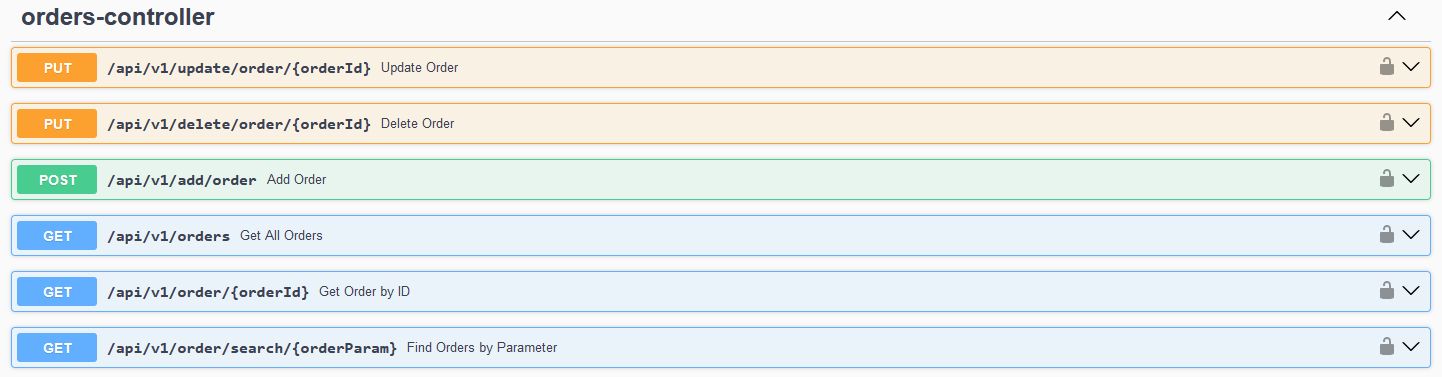 orders-controller
PUT /api/v1/update/order/{orderId} Update Order
PUT /api/v1/delete/order/{orderId} Delete Order
POST /api/v1/add/order Add Order
GET /api/v1/orders Get All Orders
GET /api/v1/order/{orderId} Get Order by ID
GET /api/v1/order/search/{orderParam} Find Orders by Parameter